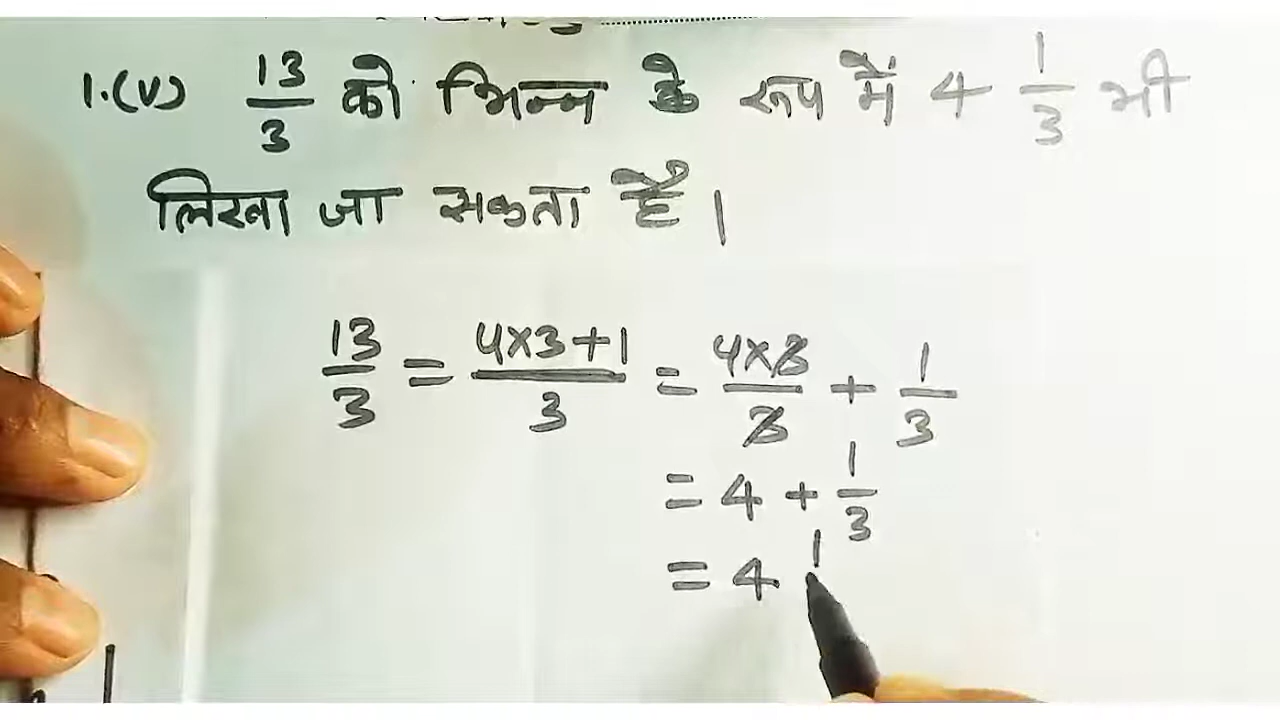 1.(v) 13/3 को भिन्न के रूप में 4 1/3 भी
लिखा जा सकता है।
13/3 = 4×3+1/3 = 4×3/3 + 1/3
= 4 + 1/3
= 4 1